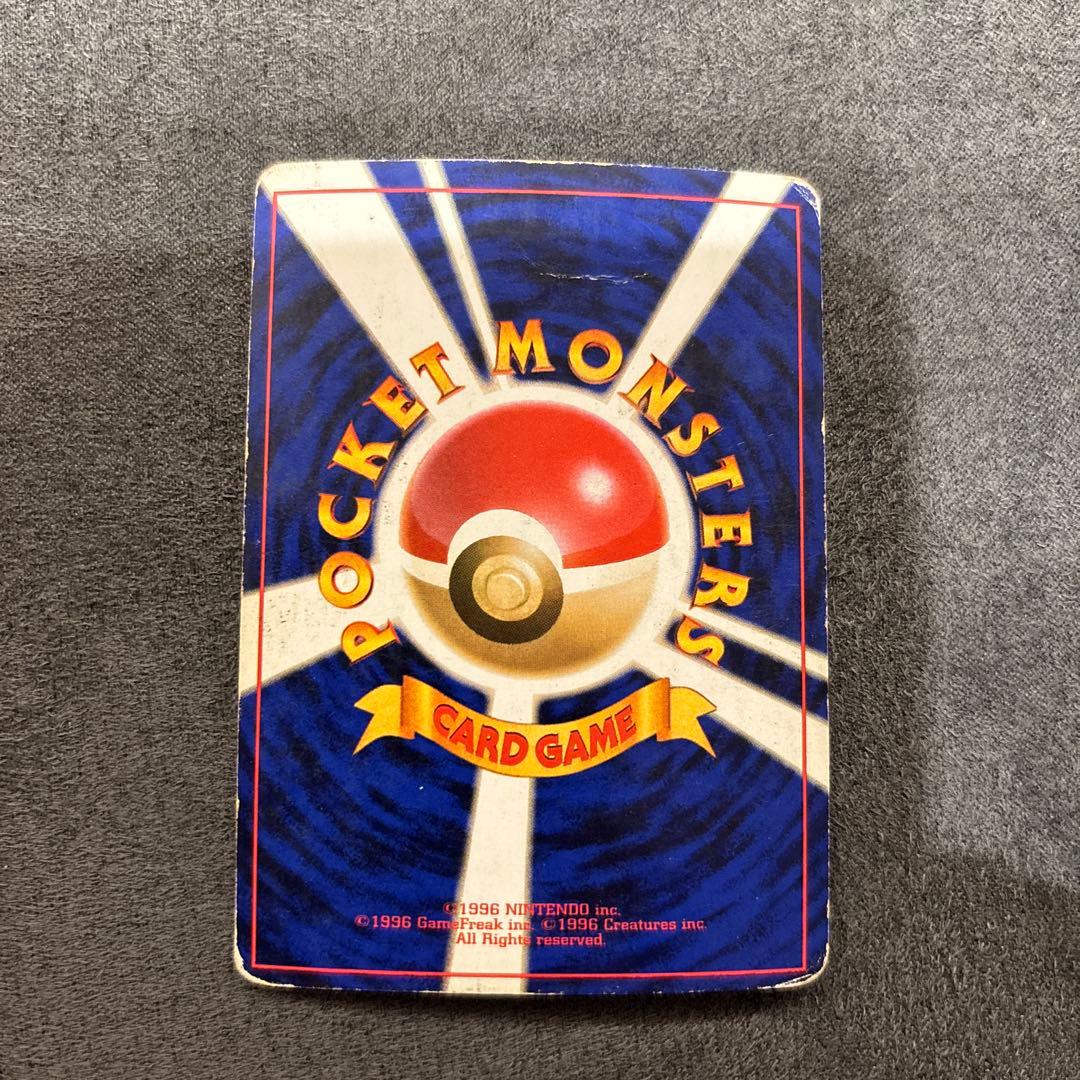 POCKET MONSTERS
CARD GAME
©1996 NINTENDO inc.
©1996 GameFreak inc. ©1996 Creatures inc.
All Rights reserved.